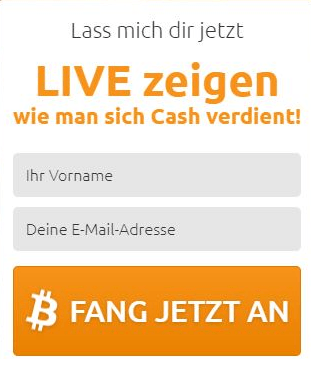 Lass mich dir jetzt
LIVE zeigen
wie man sich Cash verdient!
Ihr Vorname
Deine E-Mail-Adresse
FANG JETZT AN